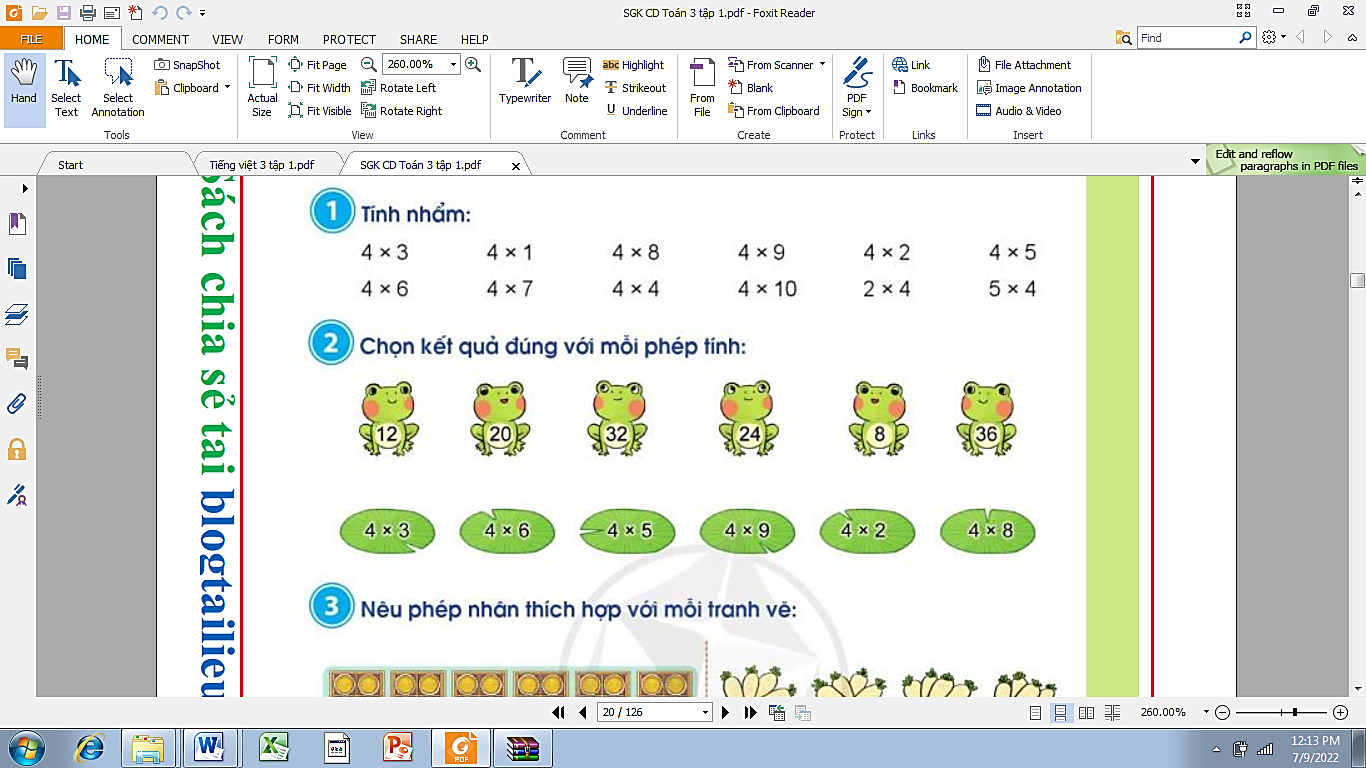 SGK CD Toán 3 tập 1.pdf - Foxit Reader
FILE HOME COMMENT VIEW FORM PROTECT SHARE HELP
Find
Hand
Select Text
Select Annotation
SnapShot
Clipboard
Tools
Actual Size
Fit Page
Fit Width
Fit Visible
260.00%
Rotate Left
Rotate Right
View
Typewriter
Note
Highlight
Strikeout
Underline
Comment
From File
From Scanner
Blank
From Clipboard
Create
PDF Sign
Protect
Link
Bookmark
Links
File Attachment
Image Annotation
Audio & Video
Insert
Start
Tiếng việt 3 tập 1.pdf
SGK CD Toán 3 tập 1.pdf
Edit and reflow
paragraphs in PDF files
Sách chia sẻ tại blogtailieu
1 Tính nhẩm:
4 × 3 4 × 1 4 × 8 4 × 9 4 × 2 4 × 5
4 × 6 4 × 7 4 × 4 4 × 10 2 × 4 5 × 4
2 Chọn kết quả đúng với mỗi phép tính:
12 20 32 24 8 36
4 × 3 4 × 6 4 × 5 4 × 9 4 × 2 4 × 8
3 Nêu phép nhân thích hợp với mỗi tranh vẽ:
20 / 126
260.00%
12:13 PM
7/9/2022